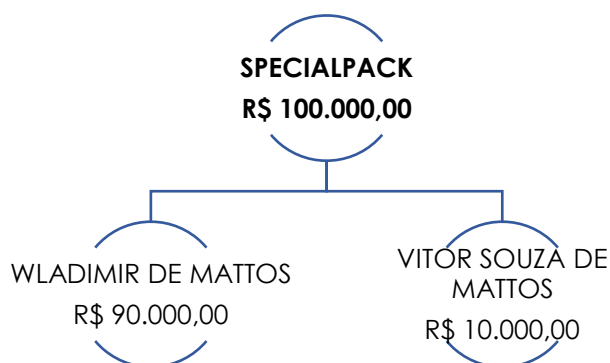 SPECIALPACK
R$ 100.000,00
WLADIMIR DE MATTOS
R$ 90.000,00
VITOR SOUZA DE
MATTOS
R$ 10.000,00